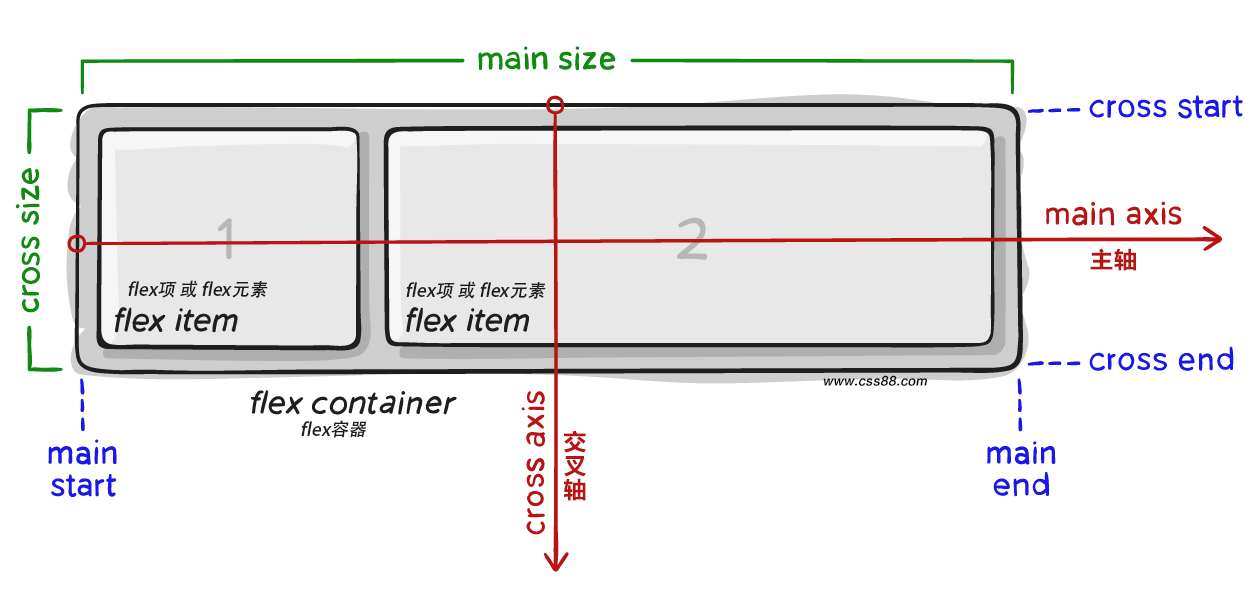 main size
cross start
cross size
1
2
main axis
主轴
flex项 或 flex元素
flex item
flex项 或 flex元素
flex item
cross end
www.css88.com
flex container
flex容器
cross axis
交叉轴
main
start
main
end